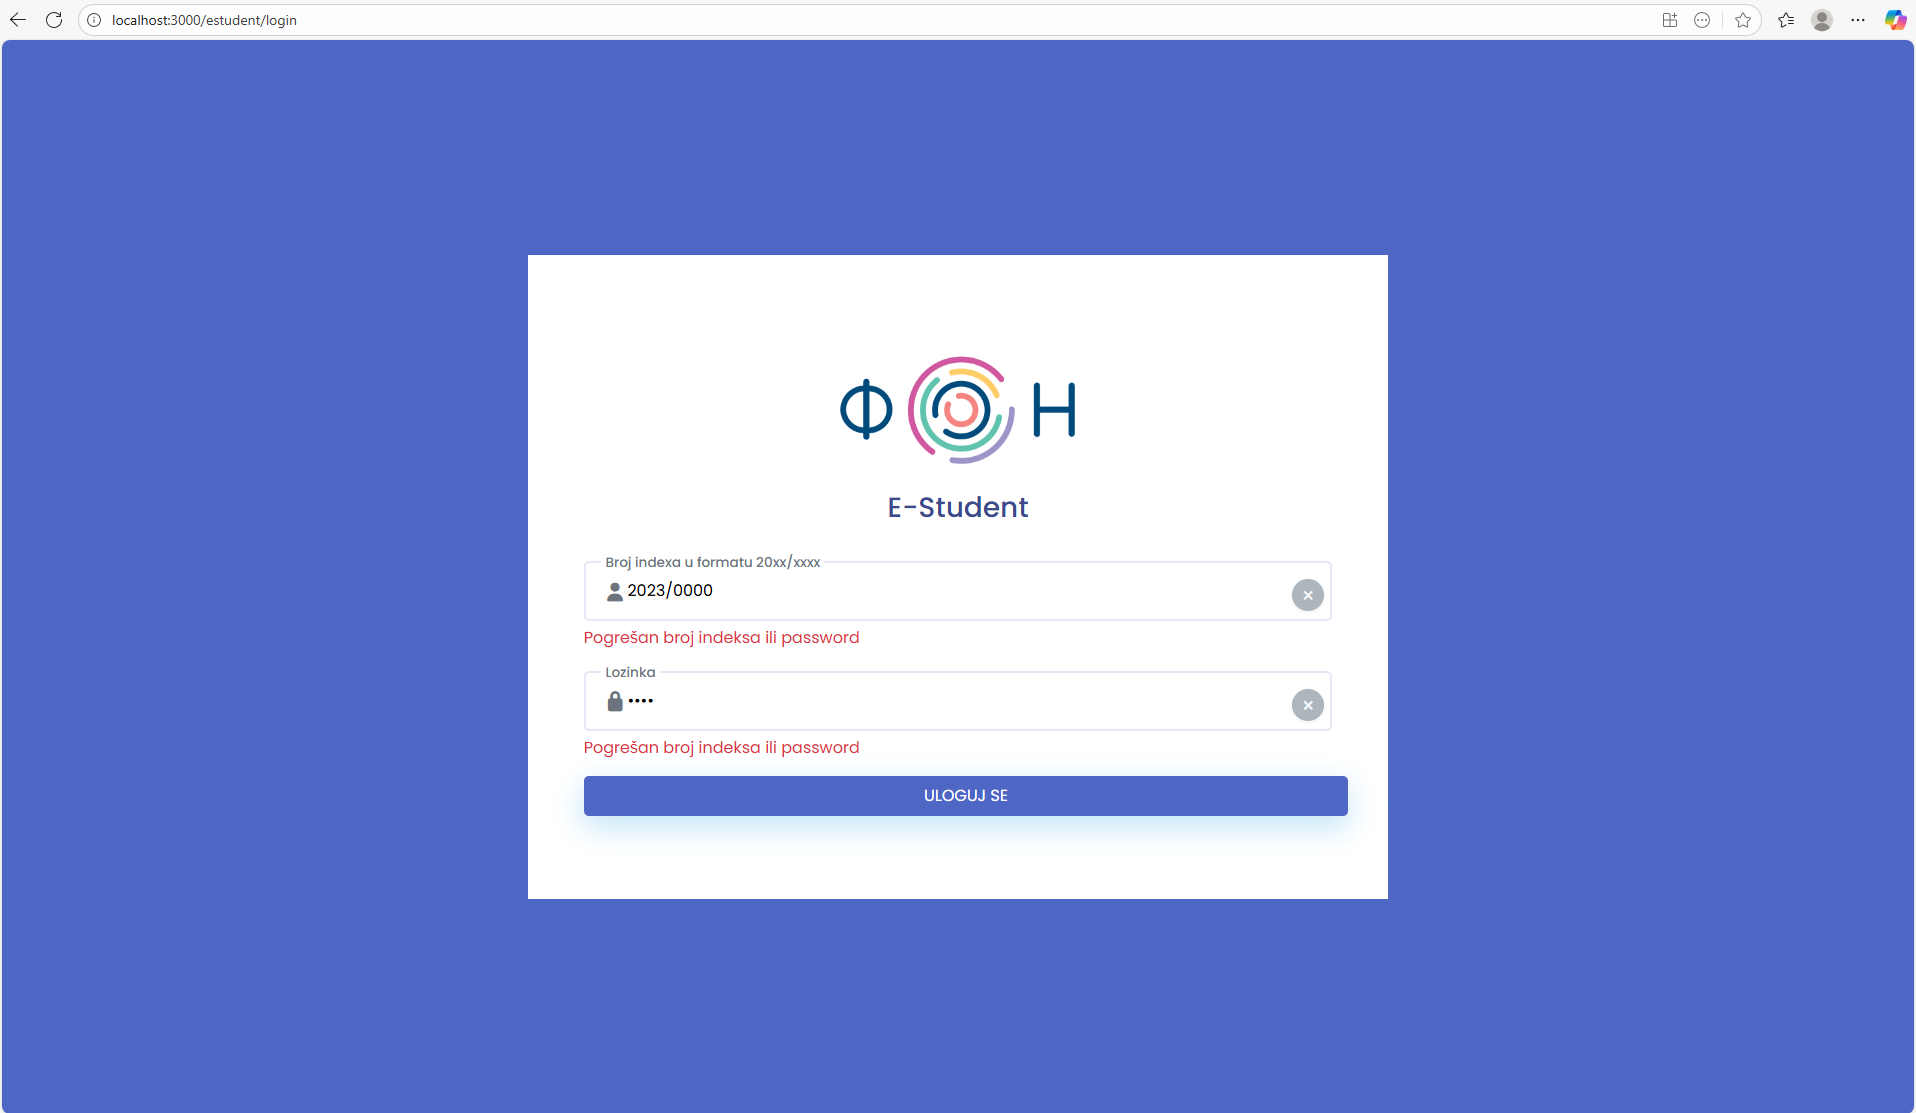 localhost:3000/estudent/login
ФОН
E-Student
Broj indexa u formatu 20xx/xxxx
2023/0000
Pogrešan broj indeksa ili password
Lozinka
••••
Pogrešan broj indeksa ili password
ULOGUJ SE